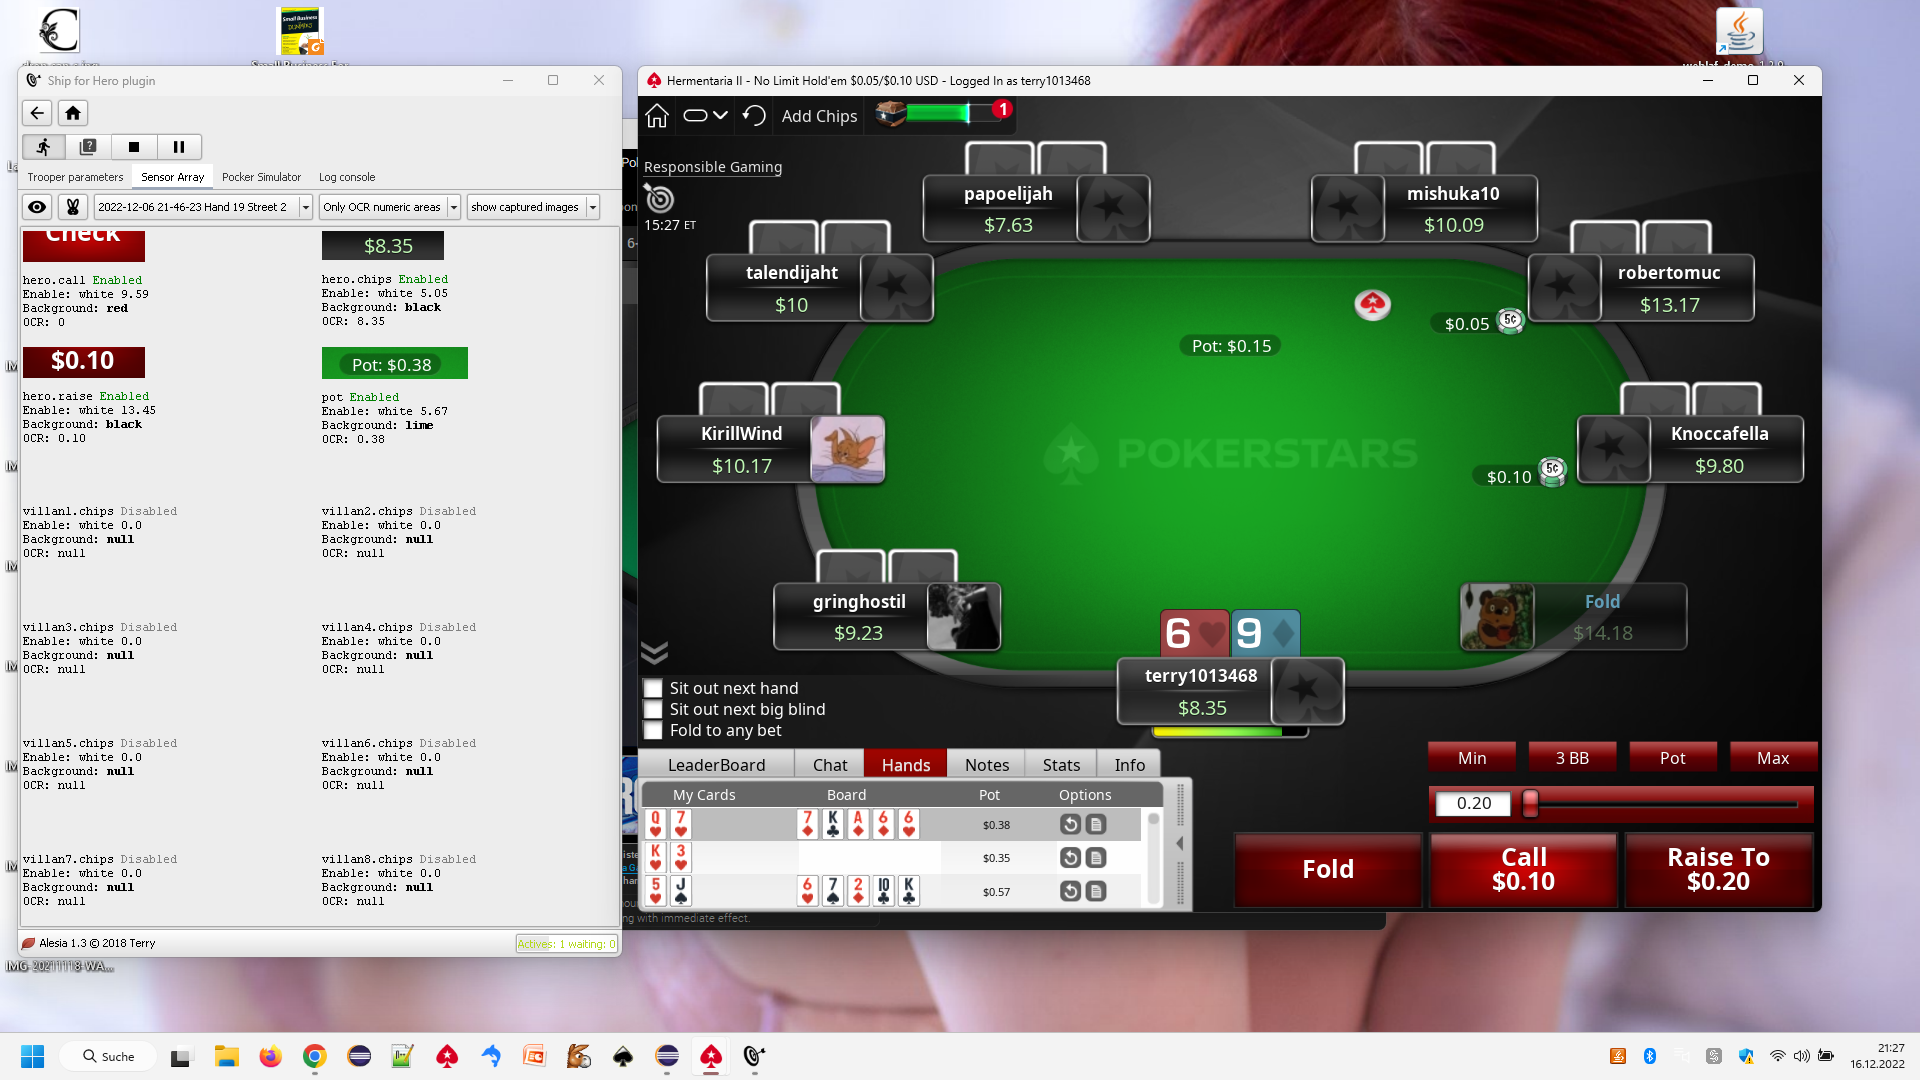 Small Business For
Ship for Hero plugin
Trooper parameters
Sensor Array
Pocker Simulator
Log console
2022-12-06 21-46-23 Hand 19 Street 2
Only OCR numeric areas
show captured images
Check
$8.35
hero.call Enabled
Enable: white 9.59
Background: red
OCR: 0
hero.chips Enabled
Enable: white 5.05
Background: black
OCR: 8.35
$0.10
Pot: $0.38
hero.raise Enabled
Enable: white 13.45
Background: black
OCR: 0.10
pot Enabled
Enable: white 5.67
Background: lime
OCR: 0.38
villan1.chips Disabled
Enable: white 0.0
Background: null
OCR: null
villan2.chips Disabled
Enable: white 0.0
Background: null
OCR: null
villan3.chips Disabled
Enable: white 0.0
Background: null
OCR: null
villan4.chips Disabled
Enable: white 0.0
Background: null
OCR: null
villan5.chips Disabled
Enable: white 0.0
Background: null
OCR: null
villan6.chips Disabled
Enable: white 0.0
Background: null
OCR: null
villan7.chips Disabled
Enable: white 0.0
Background: null
OCR: null
villan8.chips Disabled
Enable: white 0.0
Background: null
OCR: null
Alesia 1.3 © 2018 Terry
Actives: 1 waiting: 0
IMG-20211118-WA...
Hermentaria II - No Limit Hold'em $0.05/$0.10 USD - Logged In as terry1013468
Add Chips
1
Responsible Gaming
15:27 ET
papoelijah
$7.63
mishuka10
$10.09
talendijaht
$10
robertomuc
$13.17
$0.05
5¢
Pot: $0.15
KirillWind
$10.17
POKERSTARS
Knoccafella
$9.80
$0.10
5¢
gringhostil
$9.23
6 9
Fold
$14.18
terry1013468
$8.35
Sit out next hand
Sit out next big blind
Fold to any bet
LeaderBoard
Chat
Hands
Notes
Stats
Info
My Cards
Board
Pot
Options
Q 7 7 K A 6 6 $0.38
K 3 $0.35
5 J 6 7 2 10 K $0.57
ng with immediate effect.
Min
3 BB
Pot
Max
0.20
Fold
Call
$0.10
Raise To
$0.20
Suche
21:27
16.12.2022